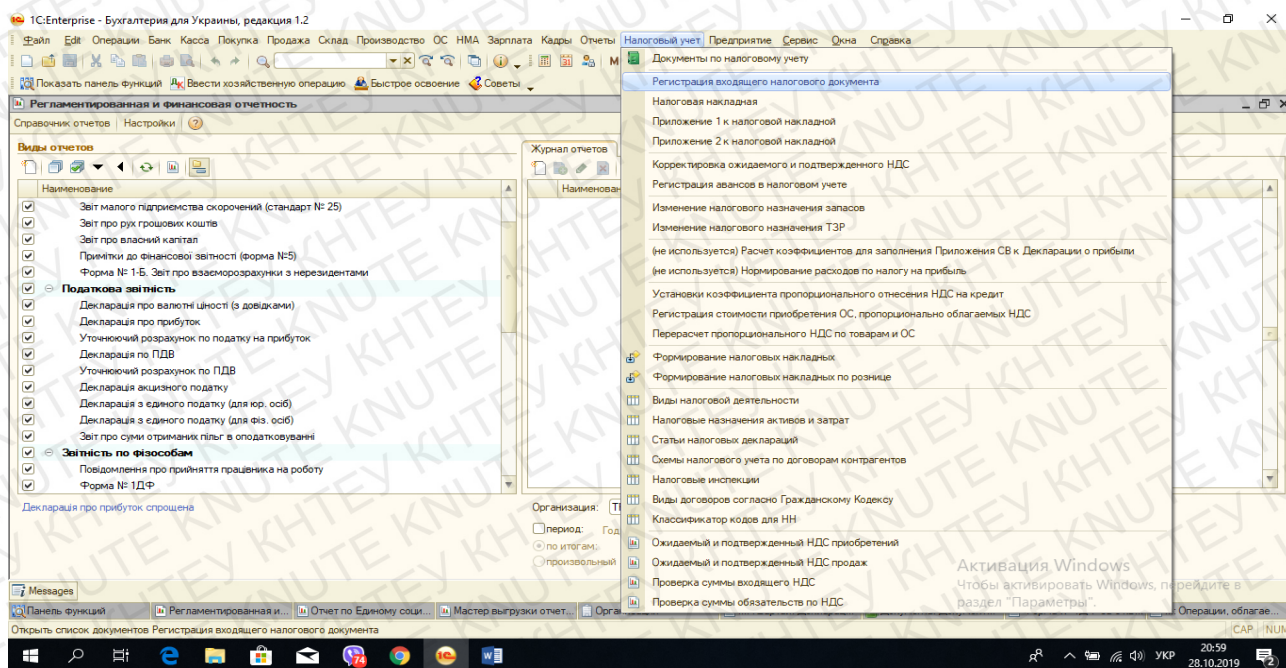 1С:Enterprise - Бухгалтерия для Украины, редакция 1.2
Файл Edit Операции Банк Касса Покупка Продажа Склад Производство ОС НМА Зарплата Кадры Отчеты Налоговый учет Предприятие Сервис Окна Справка
Показать панель функций Ввести хозяйственную операцию Быстрое освоение Советы
Регламентированная и финансовая отчетность
Справочник отчетов Настройки
Виды отчетов
Наименование
Звіт малого підприємства скорочений (стандарт № 25)
Звіт про рух грошових коштів
Звіт про власний капітал
Примітки до фінансової звітності (форма №5)
Форма № 1-Б. Звіт про взаєморозрахунки з нерезидентами
Податкова звітність
Декларація про валютні ціності (з довідками)
Декларація про прибуток
Уточнюючий розрахунок по податку на прибуток
Декларація по ПДВ
Уточнюючий розрахунок по ПДВ
Декларація акцизного податку
Декларація з єдиного податку (для юр. осіб)
Декларація з єдиного податку (для фіз. осіб)
Звіт про суми отриманих пільг в оподатковуванні
Звітність по фізособам
Повідомлення про прийняття працівника на роботу
Форма № 1ДФ
Декларація про прибуток спрощена
Журнал отчетов
Наименован
Организация:
период: Год
по итогам:
произвольный
Документы по налоговому учету
Регистрация входящего налогового документа
Налоговая накладная
Приложение 1 к налоговой накладной
Приложение 2 к налоговой накладной
Корректировка ожидаемого и подтвержденного НДС
Регистрация авансов в налоговом учете
Изменение налогового назначения запасов
Изменение налогового назначения ТЗР
(не используется) Расчет коэффициентов для заполнения Приложения СВ к Декларации о прибыли
(не используется) Нормирование расходов по налогу на прибыль
Установки коэффициента пропорционального отнесения НДС на кредит
Регистрация стоимости приобретения ОС, пропорционально облагаемых НДС
Перерасчет пропорционального НДС по товарам и ОС
Формирование налоговых накладных
Формирование налоговых накладных по рознице
Виды налоговой деятельности
Налоговые назначения активов и затрат
Статьи налоговых деклараций
Схемы налогового учета по договорам контрагентов
Налоговые инспекции
Виды договоров согласно Гражданскому Кодексу
Классификатор кодов для НН
Ожидаемый и подтвержденный НДС приобретений
Ожидаемый и подтвержденный НДС продаж
Проверка суммы входящего НДС
Проверка суммы обязательств по НДС
Активация Windows
Чтобы активировать Windows, перейдите в
раздел "Параметры".
Messages
Панель функций Регламентированная и... Отчет по Единому соци... Мастер выгрузки отчет... Орга Операции, облагае...
Открыть список документов Регистрация входящего налогового документа
CAP NUM
74
УКР
20:59
28.10.2019